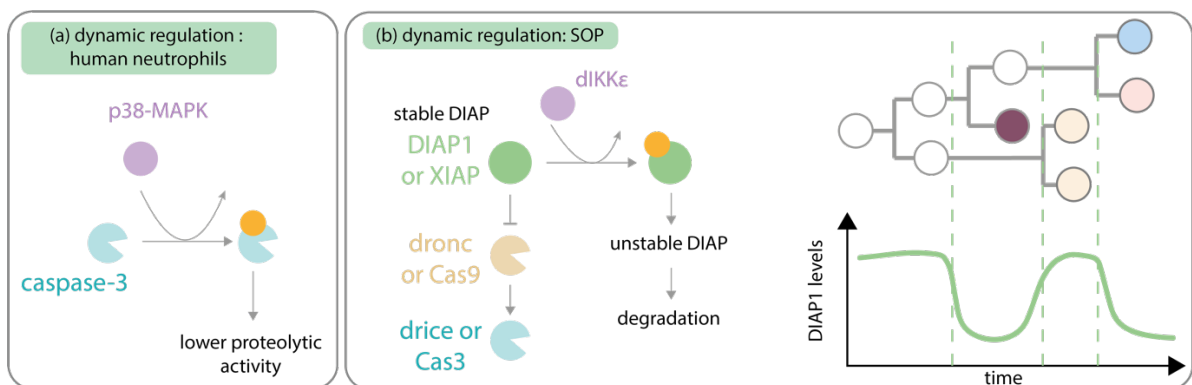 (a) dynamic regulation :
human neutrophils
p38-MAPK
caspase-3
lower proteolytic
activity
(b) dynamic regulation: SOP
dIKKε
stable DIAP
DIAP1
or XIAP
dronc
or Cas9
drice or
Cas3
unstable DIAP
degradation
DIAP1 levels
time